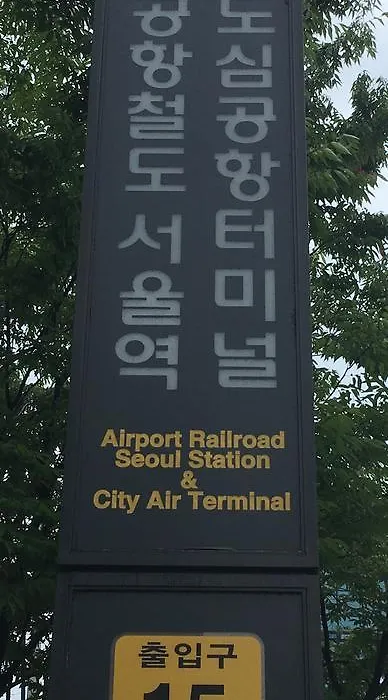 공항철도 서울역
도심공항터미널
Airport Railroad
Seoul Station
&
City Air Terminal
출입구
15